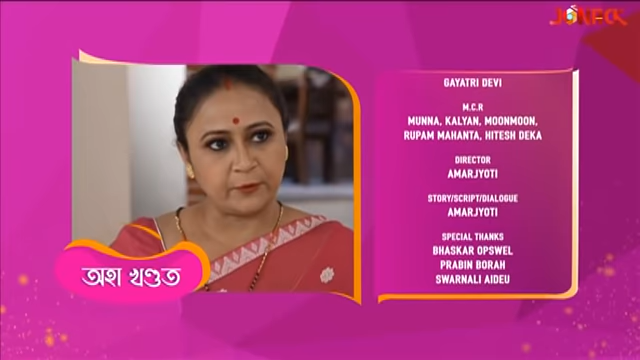 JONACK
GAYATRI DEVI
M.C.R
MUNNA, KALYAN, MOONMOON,
RUPAM MAHANTA, HITESH DEKA
DIRECTOR
AMARJYOTI
STORY/SCRIPT/DIALOGUE
AMARJYOTI
SPECIAL THANKS
BHASKAR OPSWEL
PRABIN BORAH
SWARNALI AIDEU
অহা খণ্ডত